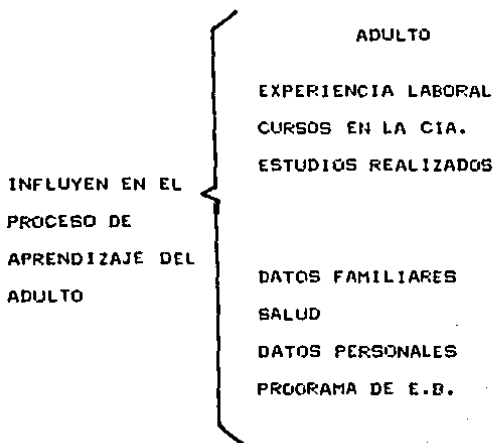 ADULTO
EXPERIENCIA LABORAL
CURSOS EN LA CIA.
ESTUDIOS REALIZADOS
INFLUYEN EN EL
PROCESO DE
APRENDIZAJE DEL
ADULTO
DATOS FAMILIARES
SALUD
DATOS PERSONALES
PROGRAMA DE E.B.